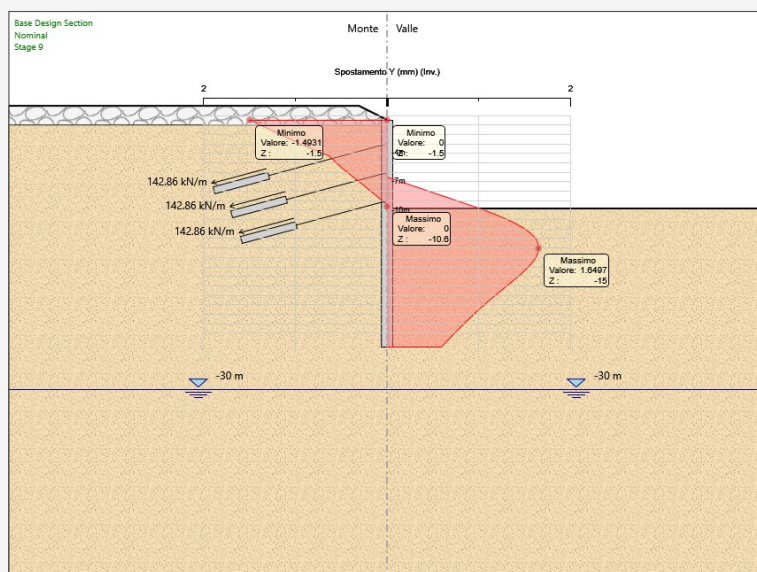 Base Design Section
Nominal
Stage 9
Monte
Valle
Spostamento Y (mm) (Inv.)
2
2
Minimo
Valore: -1.4931
Z : -1.5
Minimo
Valore: 0
Z : -1.5
142.86 kN/m
-7m
142.86 kN/m
-10m
142.86 kN/m
Massimo
Valore: 0
Z : -10.6
Massimo
Valore: 1.6497
Z : -15
-30 m
-30 m